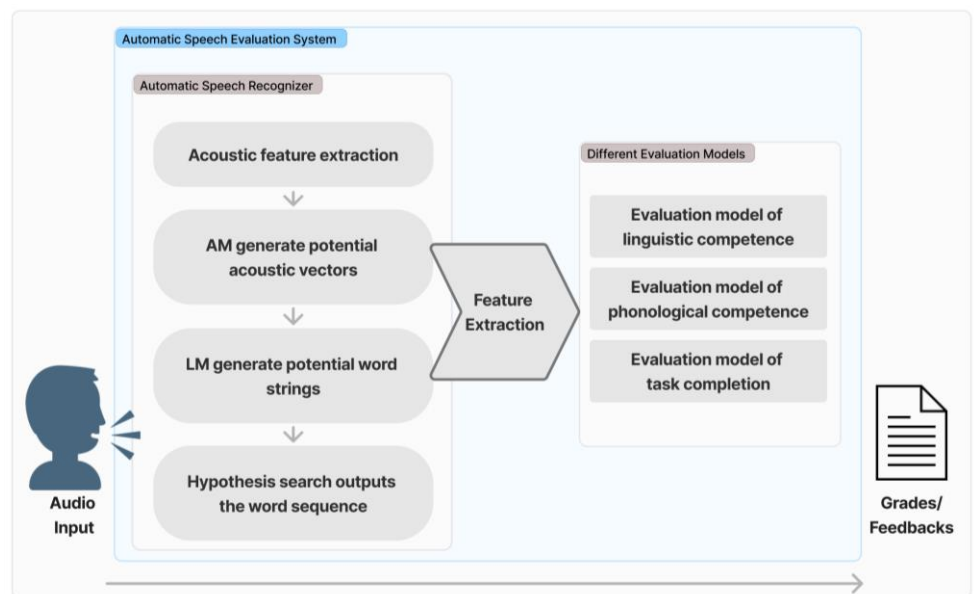 Automatic Speech Evaluation System
Automatic Speech Recognizer
Acoustic feature extraction
AM generate potential
acoustic vectors
LM generate potential word
strings
Hypothesis search outputs
the word sequence
Feature
Extraction
Different Evaluation Models
Evaluation model of
linguistic competence
Evaluation model of
phonological competence
Evaluation model of
task completion
Audio
Input
Grades/
Feedbacks